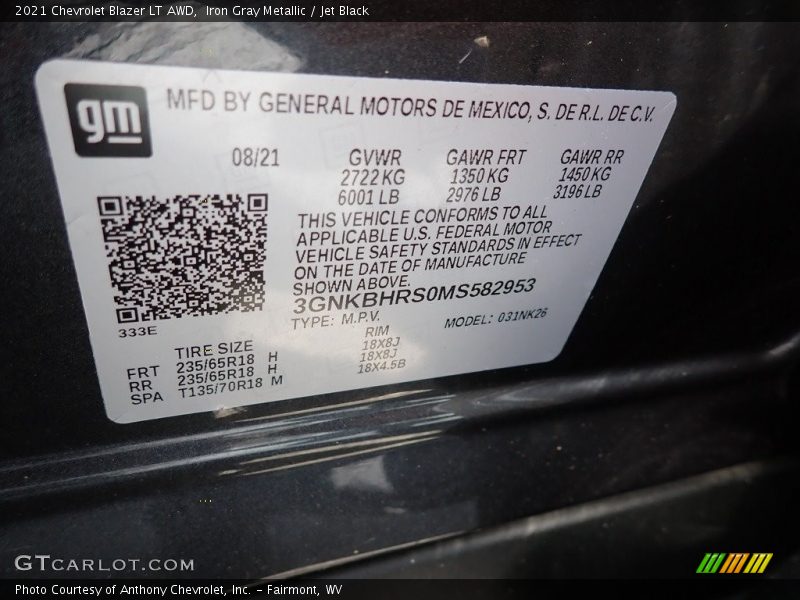 2021 Chevrolet Blazer LT AWD, Iron Gray Metallic / Jet Black
gm
MFD BY GENERAL MOTORS DE MEXICO, S. DE R.L. DE C.V.
08/21 GVWR GAWR FRT GAWR RR
2722 KG 1350 KG 1450 KG
6001 LB 2976 LB 3196 LB
THIS VEHICLE CONFORMS TO ALL
APPLICABLE U.S. FEDERAL MOTOR
VEHICLE SAFETY STANDARDS IN EFFECT
ON THE DATE OF MANUFACTURE
SHOWN ABOVE.
3GNKBHRS0MS582953
333E TYPE: M.P.V. MODEL: 031NK26
TIRE SIZE RIM
FRT 235/65R18 H 18X8J
RR 235/65R18 H 18X8J
SPA T135/70R18 M 18X4.5B
GTCARLOT.COM
Photo Courtesy of Anthony Chevrolet, Inc. - Fairmont, WV